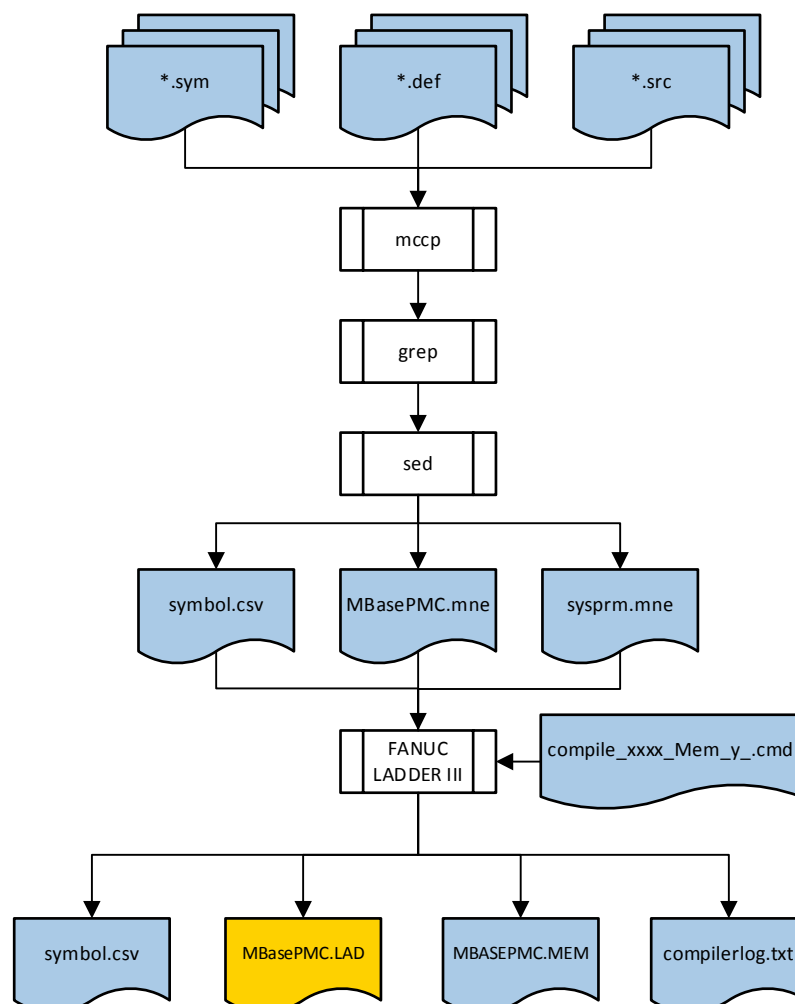 *.sym
*.def
*.src
mccp
grep
sed
symbol.csv
MBasePMC.mne
sysprm.mne
FANUC
LADDER III
compile_xxxx_Mem_y_.cmd
symbol.csv
MBasePMC.LAD
MBASEPMC.MEM
compilerlog.txt